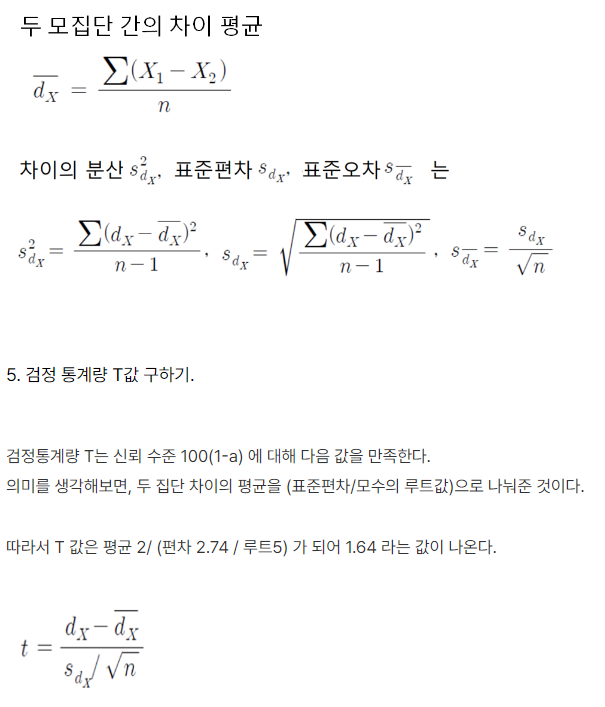 두 모집단 간의 차이 평균
$\overline{d_X} = \frac{\sum(X_1 - X_2)}{n}$
차이의 분산 $s_{d_X}^2$, 표준편차 $s_{d_X}$, 표준오차 $s_{\overline{d_X}}$ 는
$s_{d_X}^2 = \frac{\sum(d_X - \overline{d_X})^2}{n-1}$, $s_{d_X} = \sqrt{\frac{\sum(d_X - \overline{d_X})^2}{n-1}}$, $s_{\overline{d_X}} = \frac{s_{d_X}}{\sqrt{n}}$
5. 검정 통계량 T값 구하기.
검정통계량 T는 신뢰 수준 100(1-a) 에 대해 다음 값을 만족한다.
의미를 생각해보면, 두 집단 차이의 평균을 (표준편차/모수의 루트값)으로 나눠준 것이다.
따라서 T 값은 평균 2/ (편차 2.74 / 루트5) 가 되어 1.64 라는 값이 나온다.
$t = \frac{d_X - \overline{d_X}}{s_{d_X} / \sqrt{n}}$